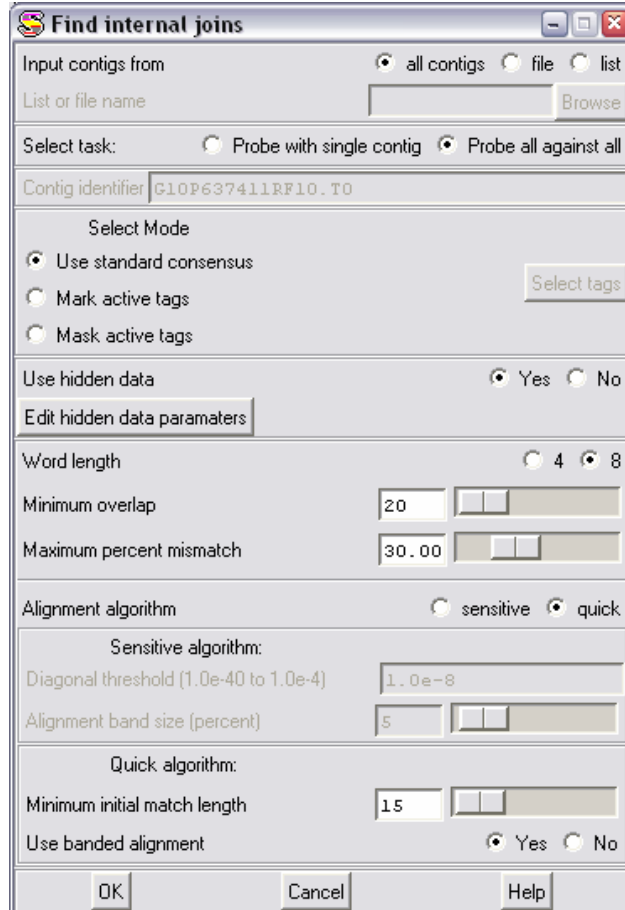 Find internal joins
Input contigs from all contigs file list
List or file name Browse
Select task: Probe with single contig Probe all against all
Contig identifier G10P637411RF10.T0
Select Mode
Use standard consensus
Select tags
Mark active tags
Mask active tags
Use hidden data Yes No
Edit hidden data paramaters
Word length 4 8
Minimum overlap 20
Maximum percent mismatch 30.00
Alignment algorithm sensitive quick
Sensitive algorithm:
Diagonal threshold (1.0e-40 to 1.0e-4) 1.0e-8
Alignment band size (percent) 5
Quick algorithm:
Minimum initial match length 15
Use banded alignment Yes No
OK Cancel Help